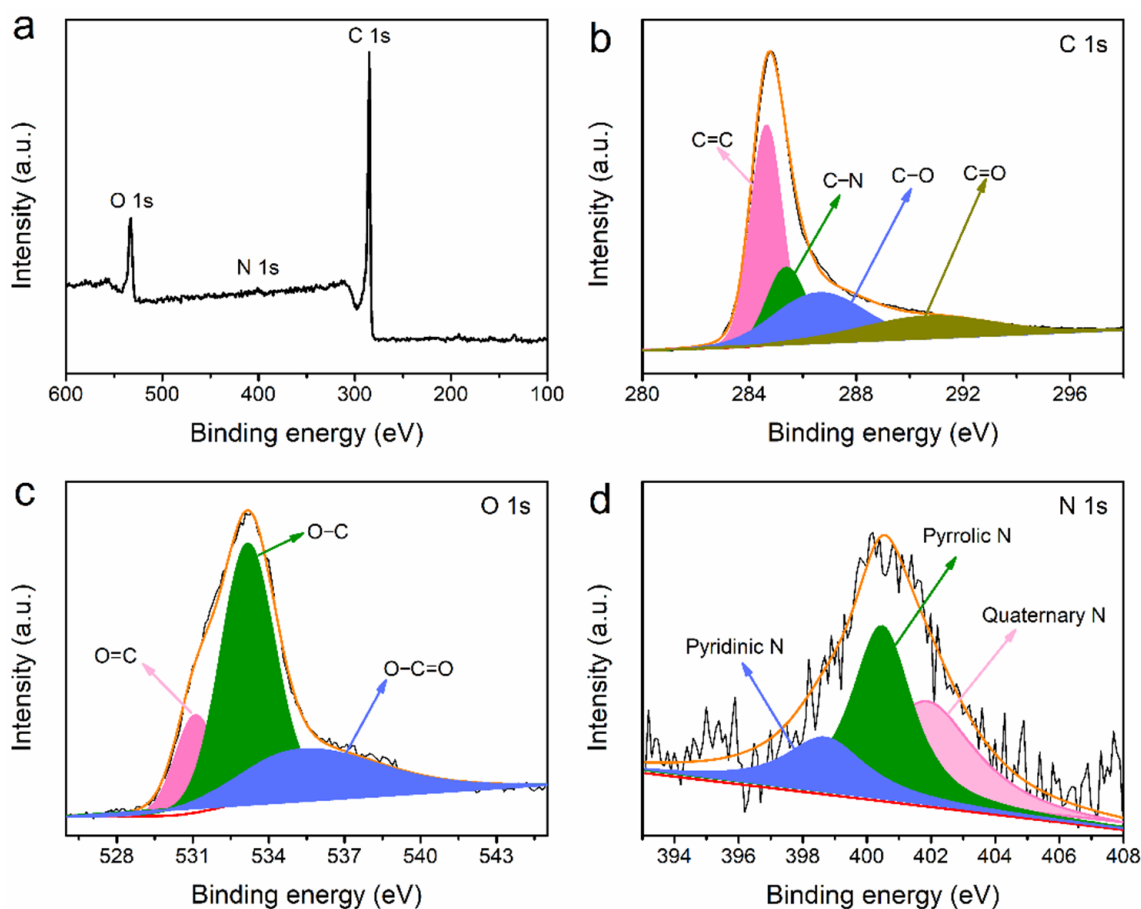 a
C 1s
O 1s
N 1s
Intensity (a.u.)
600 500 400 300 200 100
Binding energy (eV)
b
C 1s
C=C
C−N
C−O
C=O
Intensity (a.u.)
280 284 288 292 296
Binding energy (eV)
c
O 1s
O−C
O=C
O−C=O
Intensity (a.u.)
528 531 534 537 540 543
Binding energy (eV)
d
N 1s
Pyrrolic N
Quaternary N
Pyridinic N
Intensity (a.u.)
394 396 398 400 402 404 406 408
Binding energy (eV)